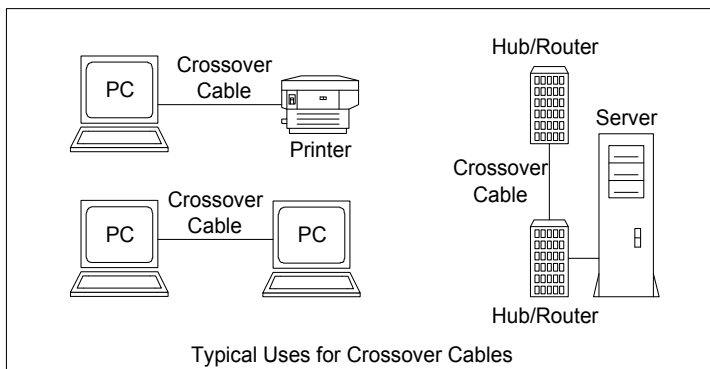 PC
Crossover
Cable
Printer
PC
Crossover
Cable
PC
Hub/Router
Server
Crossover
Cable
Hub/Router
Typical Uses for Crossover Cables